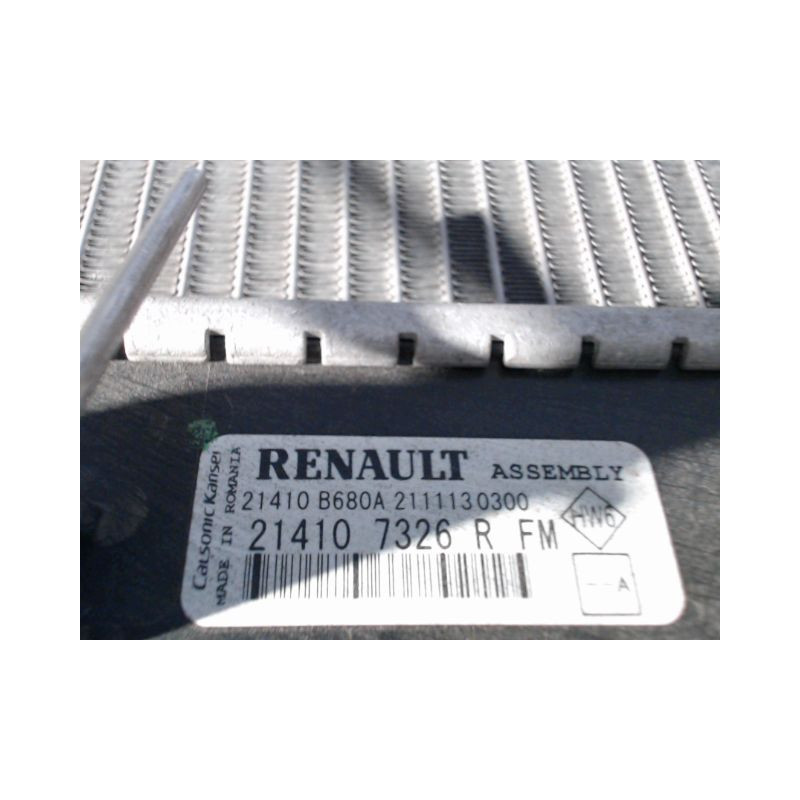 RENAULT ASSEMBLY
21410 B680A 2111130300
21410 7326 R FM
HW6
--A
Calsonic Kansei
MADE IN ROMANIA